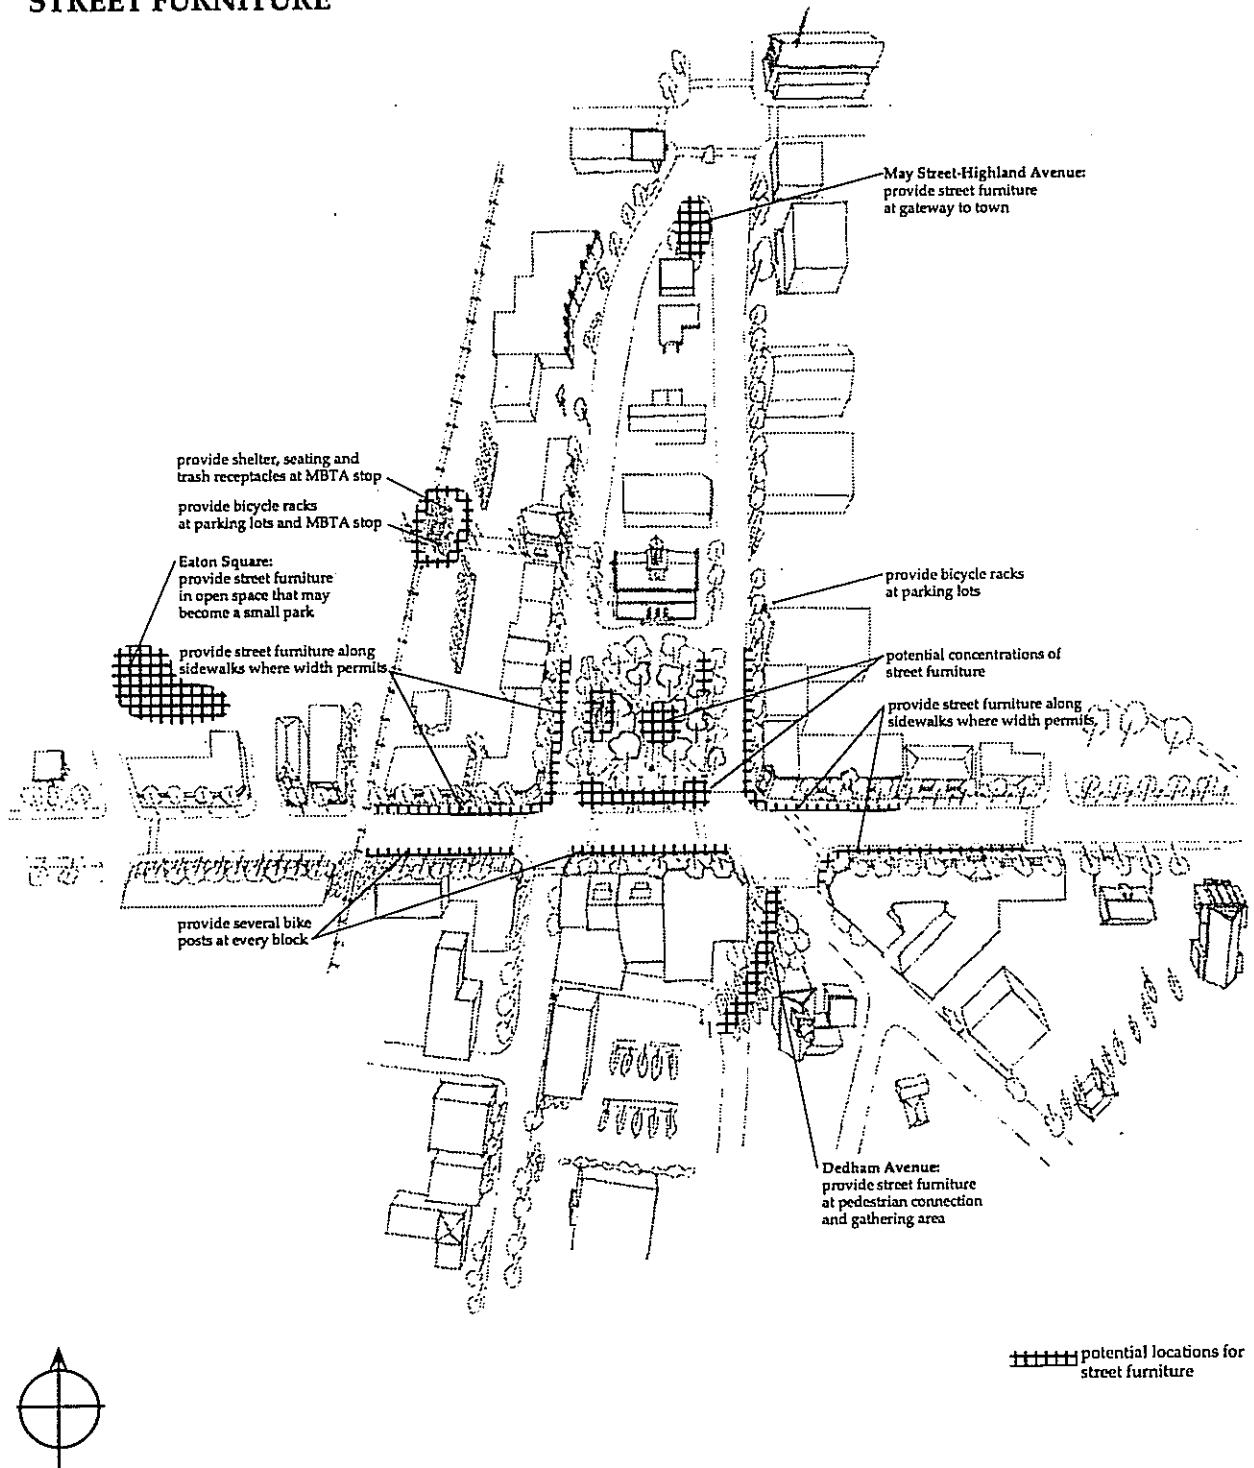 STREET FURNITURE
May Street-Highland Avenue:
provide street furniture
at gateway to town
provide shelter, seating and
trash receptacles at MBTA stop
provide bicycle racks
at parking lots and MBTA stop
Eaton Square:
provide street furniture
in open space that may
become a small park
provide street furniture along
sidewalks where width permits
provide bicycle racks
at parking lots
potential concentrations of
street furniture
provide street furniture along
sidewalks where width permits
provide several bike
posts at every block
Dedham Avenue:
provide street furniture
at pedestrian connection
and gathering area
potential locations for
street furniture